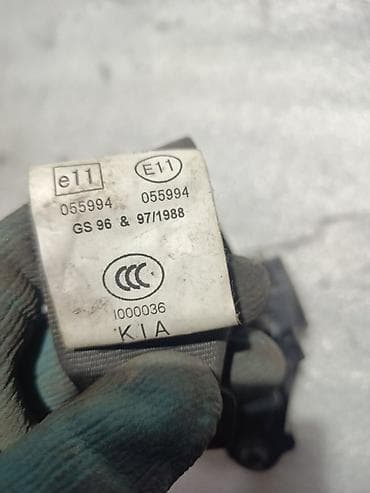 e11 E11
055994 055994
GS 96 & 97/1988
CCC
I000036
KIA